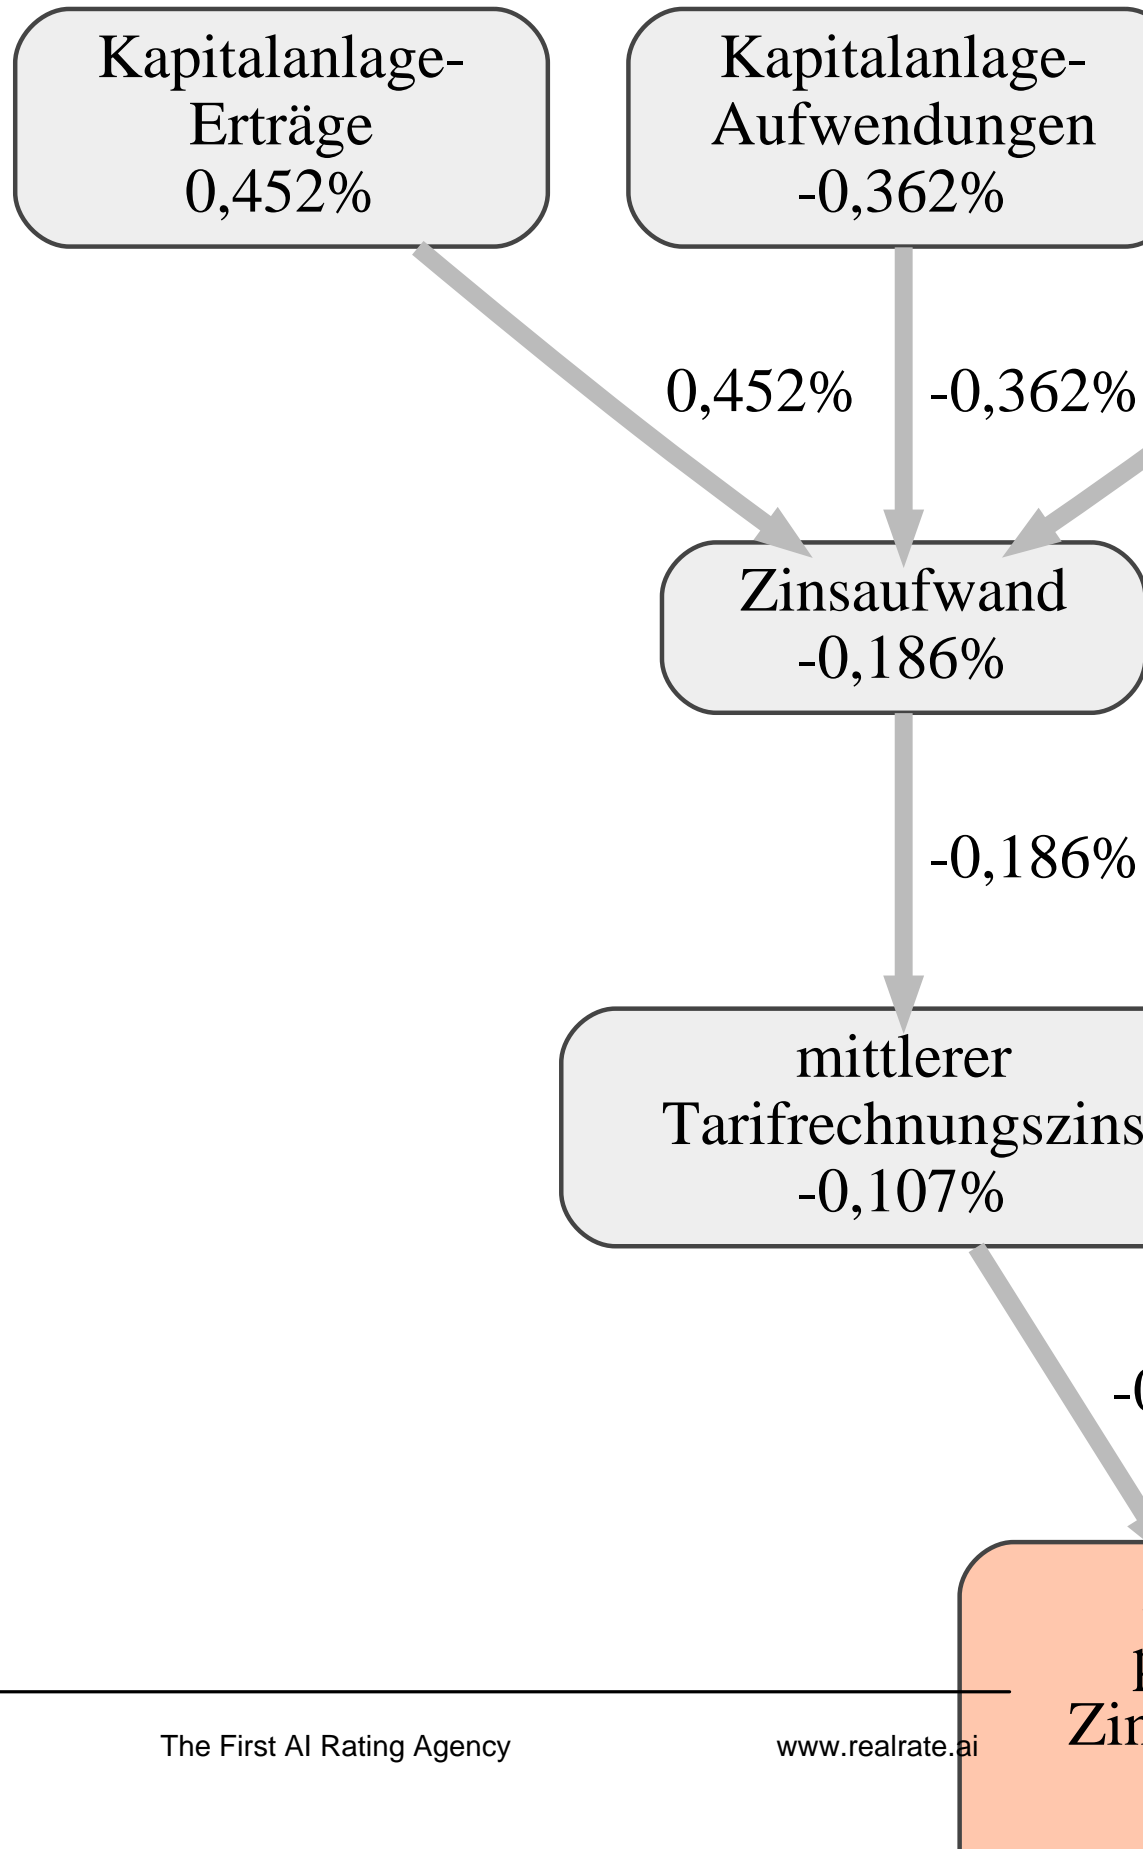 Kapitalanlage-
Erträge
0,452%
Kapitalanlage-
Aufwendungen
-0,362%
0,452%
-0,362%
Zinsaufwand
-0,186%
-0,186%
mittlerer
Tarifrechnungszins
-0,107%
The First AI Rating Agency
www.realrate.ai